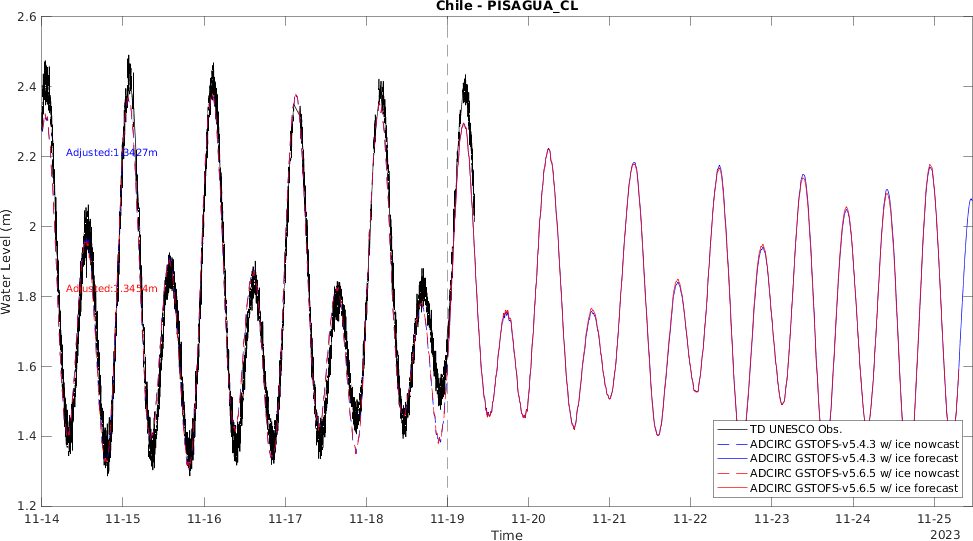 Chile - PISAGUA_CL
2.6
2.4
2.2
2
1.8
1.6
1.4
1.2
Water Level (m)
Adjusted:1.3427m
Adjusted:1.3454m
TD UNESCO Obs.
ADCIRC GSTOFS-v5.4.3 w/ ice nowcast
ADCIRC GSTOFS-v5.4.3 w/ ice forecast
ADCIRC GSTOFS-v5.6.5 w/ ice nowcast
ADCIRC GSTOFS-v5.6.5 w/ ice forecast
11-14 11-15 11-16 11-17 11-18 11-19 11-20 11-21 11-22 11-23 11-24 11-25
Time
2023